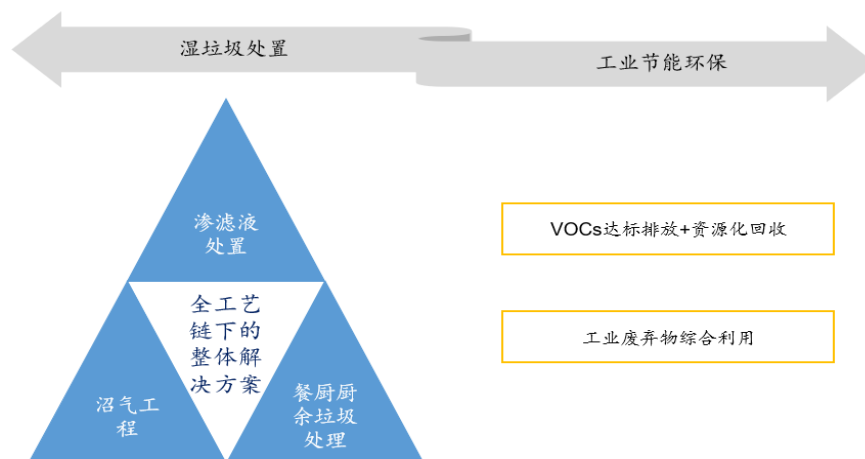 湿垃圾处置
工业节能环保
渗滤液
处置
全工艺
链下的
整体解
决方案
沼气工
程
餐厨厨
余垃圾
处理
VOCs达标排放+资源化回收
工业废弃物综合利用